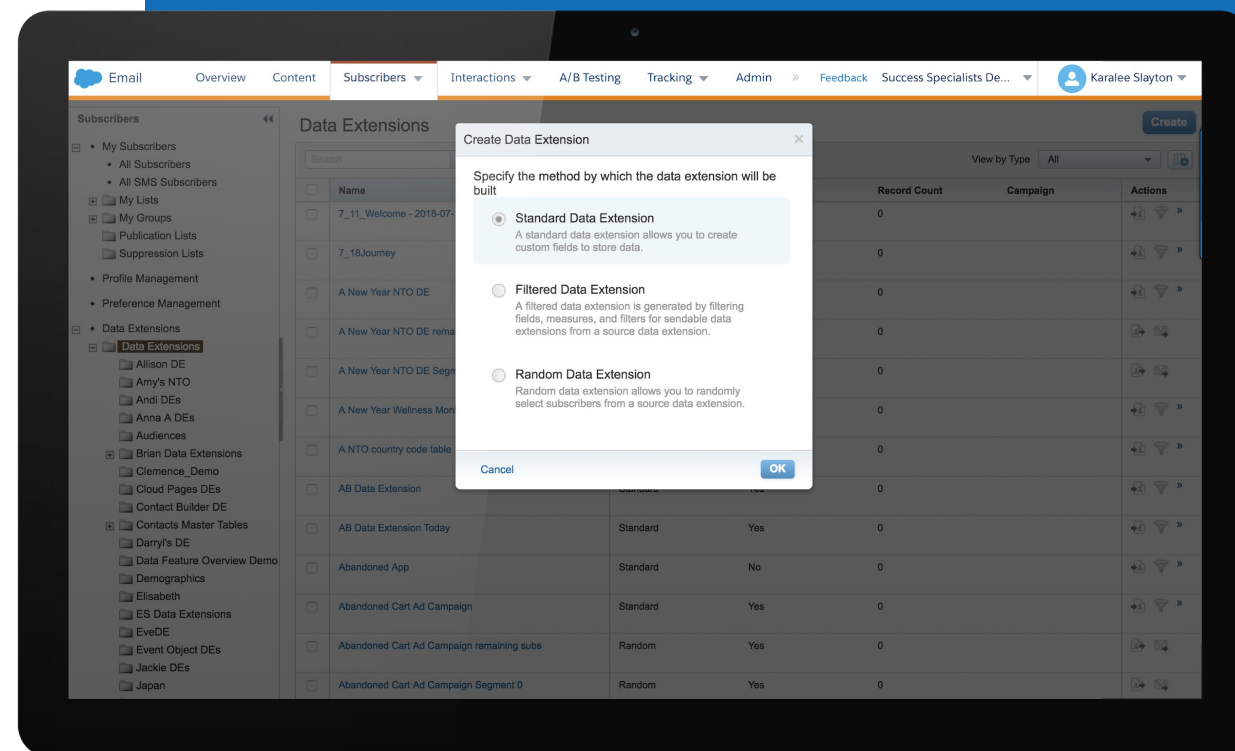 Email Overview Content Subscribers Interactions A/B Testing Tracking Admin » Feedback Success Specialists De... Karalee Slayton
Subscribers
My Subscribers
All Subscribers
All SMS Subscribers
My Lists
My Groups
Publication Lists
Suppression Lists
Profile Management
Preference Management
Data Extensions
Data Extensions
Allison DE
Amy's NTO
Andi DEs
Anna A DEs
Audiences
Brian Data Extensions
Clemence_Demo
Cloud Pages DEs
Contact Builder DE
Contacts Master Tables
Darryl's DE
Data Feature Overview Demo
Demographics
Elisabeth
ES Data Extensions
EveDE
Event Object DEs
Jackie DEs
Japan
Data Extensions
Create
Search
View by Type All
Name Record Count Campaign Actions
7_11_Welcome - 2018-07- 0 »
7_18Journey 0 »
A New Year NTO DE 0 »
A New Year NTO DE rema 0
A New Year NTO DE Segm 0
A New Year Wellness Mon 0 »
A NTO country code table 0 »
AB Data Extension Standard Yes 0 »
AB Data Extension Today Standard Yes 0 »
Abandoned App Standard No 0 »
Abandoned Cart Ad Campaign Standard Yes 0 »
Abandoned Cart Ad Campaign remaining subs Random Yes 0
Abandoned Cart Ad Campaign Segment 0 Random Yes 0
Create Data Extension ×
Specify the method by which the data extension will be
built
Standard Data Extension
A standard data extension allows you to create
custom fields to store data.
Filtered Data Extension
A filtered data extension is generated by filtering
fields, measures, and filters for sendable data
extensions from a source data extension.
Random Data Extension
Random data extension allows you to randomly
select subscribers from a source data extension.
Cancel OK